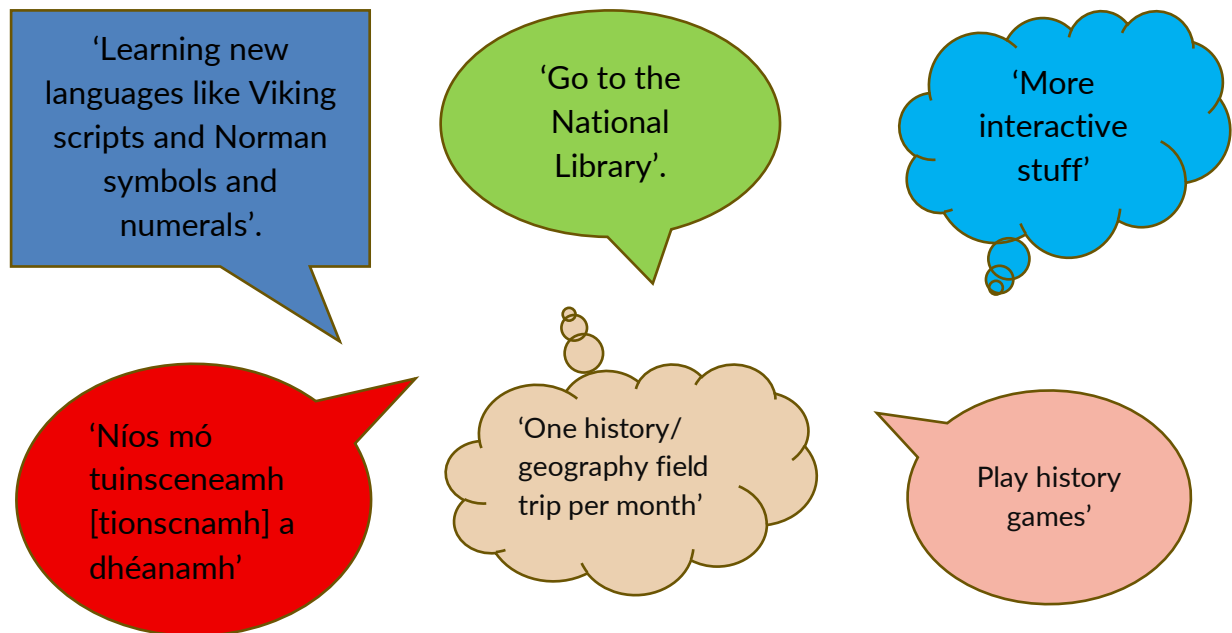 ‘Learning new
languages like Viking
scripts and Norman
symbols and
numerals’.
‘Go to the
National
Library’.
‘More
interactive
stuff’
‘Níos mó
tuinsceneamh
[tionscnamh] a
dhéanamh’
‘One history/
geography field
trip per month’
Play history
games’